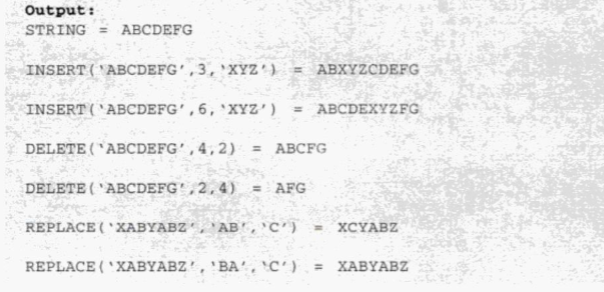 Output:
STRING = ABCDEFG
INSERT(`ABCDEFG',3,`XYZ') = ABXYZCDEFG
INSERT(`ABCDEFG',6,`XYZ') = ABCDEXYZFG
DELETE(`ABCDEFG',4,2) = ABCFG
DELETE(`ABCDEFG',2,4) = AFG
REPLACE(`XABYABZ',`AB',`C') = XCYABZ
REPLACE(`XABYABZ',`BA',`C') = XABYABZ